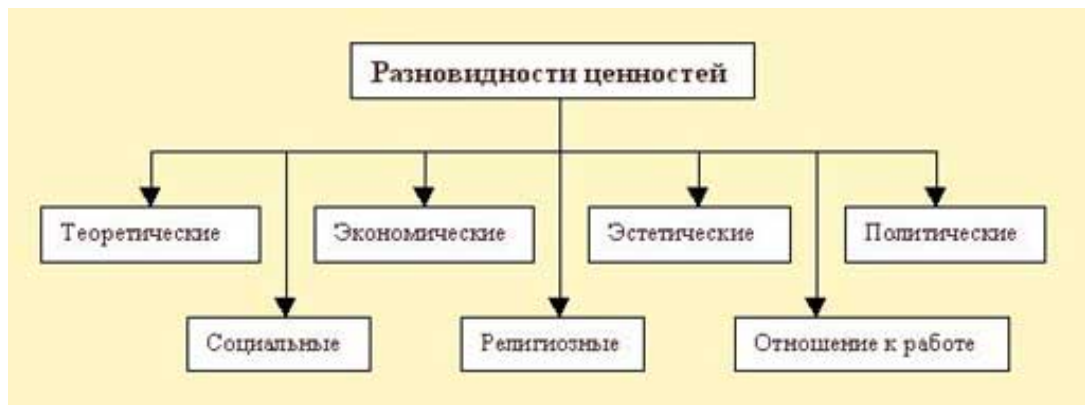 Разновидности ценностей
Теоретические
Экономические
Эстетические
Политические
Социальные
Религиозные
Отношение к работе